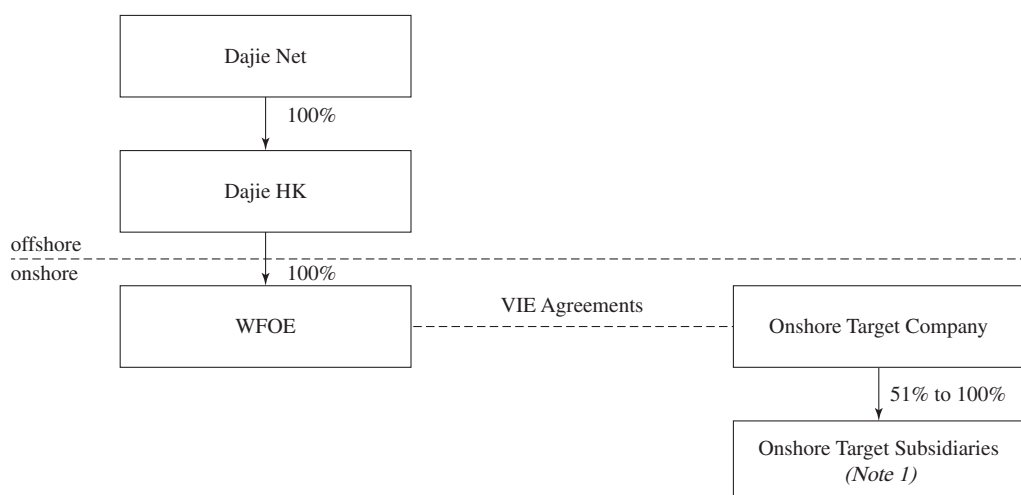 Dajie Net
100%
Dajie HK
offshore
onshore
100%
WFOE
VIE Agreements
Onshore Target Company
51% to 100%
Onshore Target Subsidiaries
(Note 1)